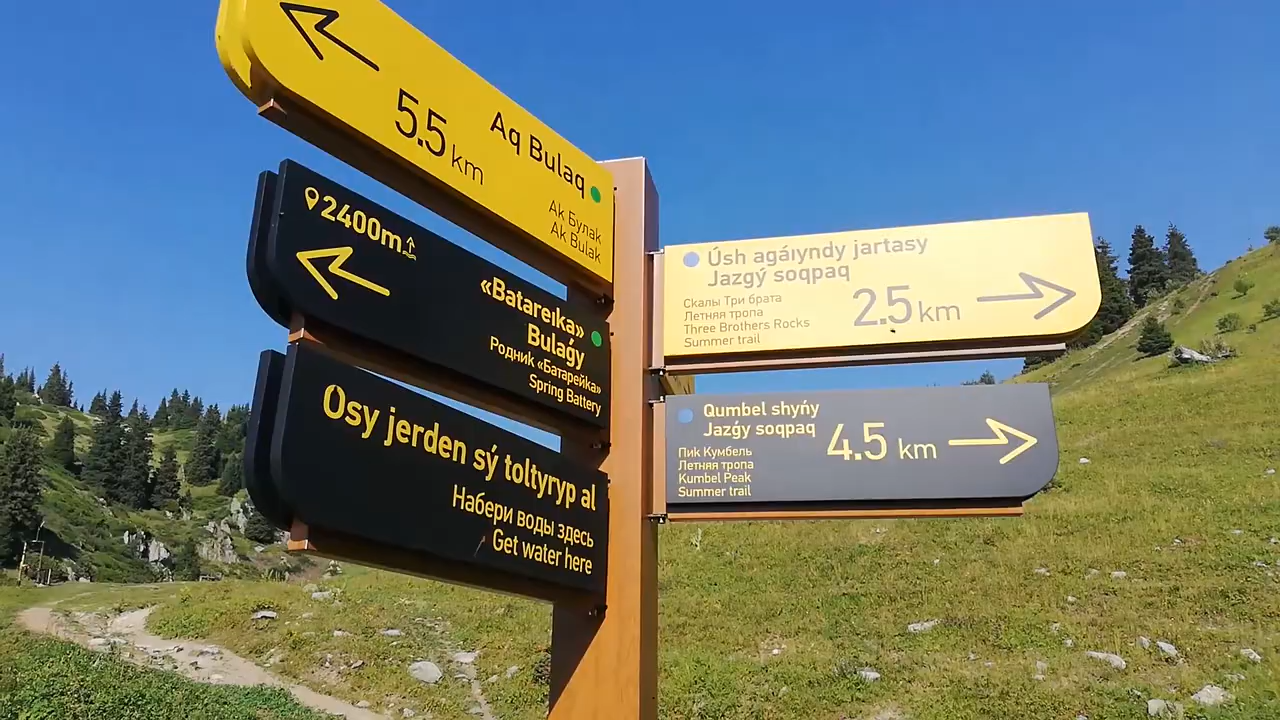 5.5 km
Aq Bulaq
Ak Булак
Ak Bulak
2400m
«Batareıka»
Bulaǵy
Родник «Батарейка»
Spring Battery
Osy jerden sý toltyryp al
Набери воды здесь
Get water here
Úsh agáıyndy jartasy
Jazgý soqpaq
Скалы Три брата
Летняя тропа
Three Brothers Rocks
Summer trail
2.5 km
Qumbel shyńy
Jazǵy soqpaq
Пik Кумбель
Летняя тропа
Kumbel Peak
Summer trail
4.5 km